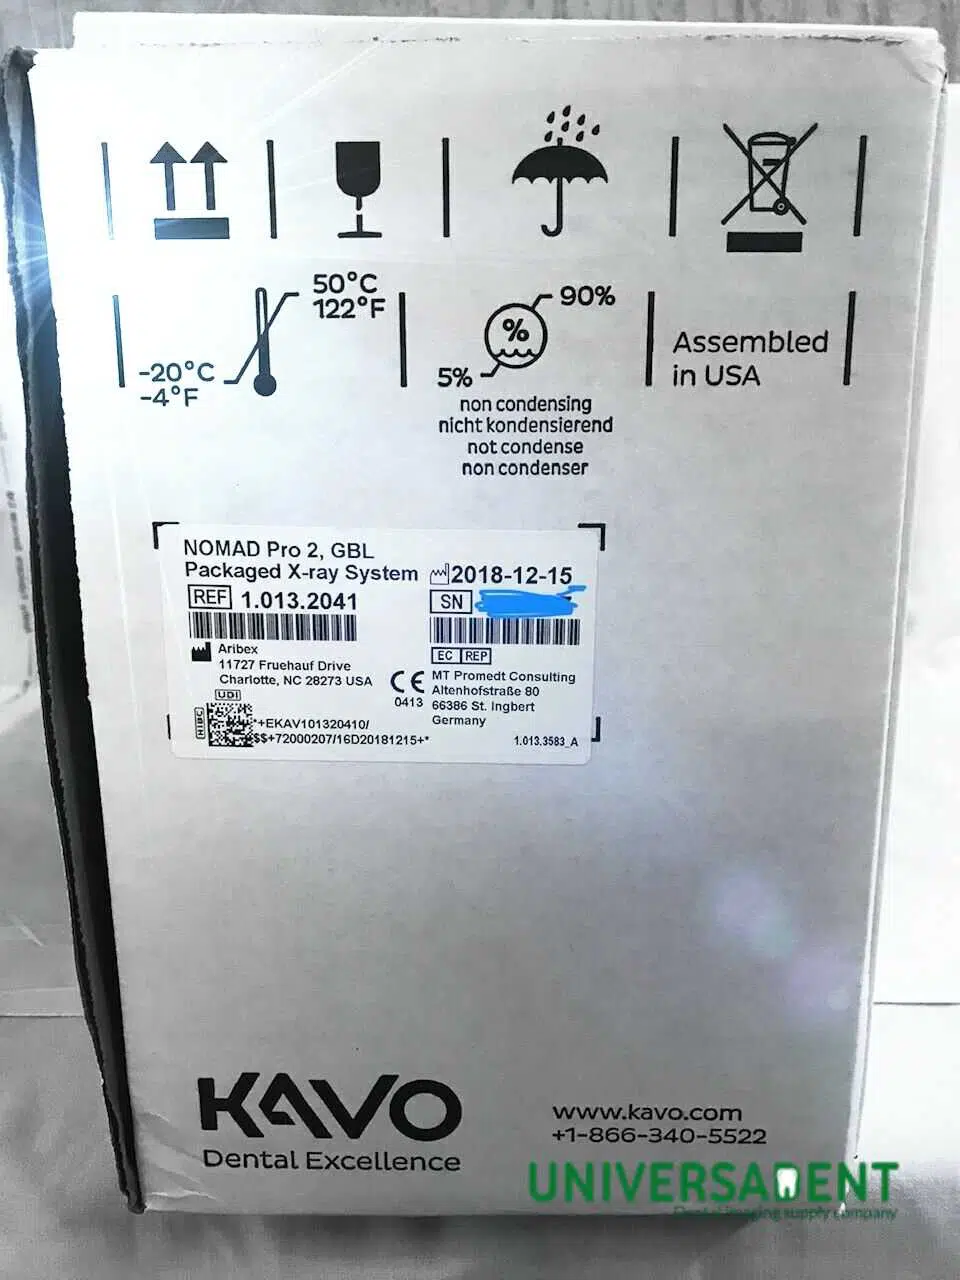 50°C
122°F
-20°C
-4°F
90%
%
5%
non condensing
nicht kondensierend
not condense
non condenser
Assembled
in USA
NOMAD Pro 2, GBL
Packaged X-ray System
2018-12-15
REF 1.013.2041
SN
Aribex
11727 Fruehauf Drive
Charlotte, NC 28273 USA
CE
0413
EC REP
MT Promedt Consulting
Altenhofstraße 80
66386 St. Ingbert
Germany
UDI
HIBC
*+EKAV101320410/
$$+72000207/16D20181215+*
1.013.3583_A
KAVO
Dental Excellence
www.kavo.com
+1-866-340-5522
UNIVERSADENT
Dental imaging supply company